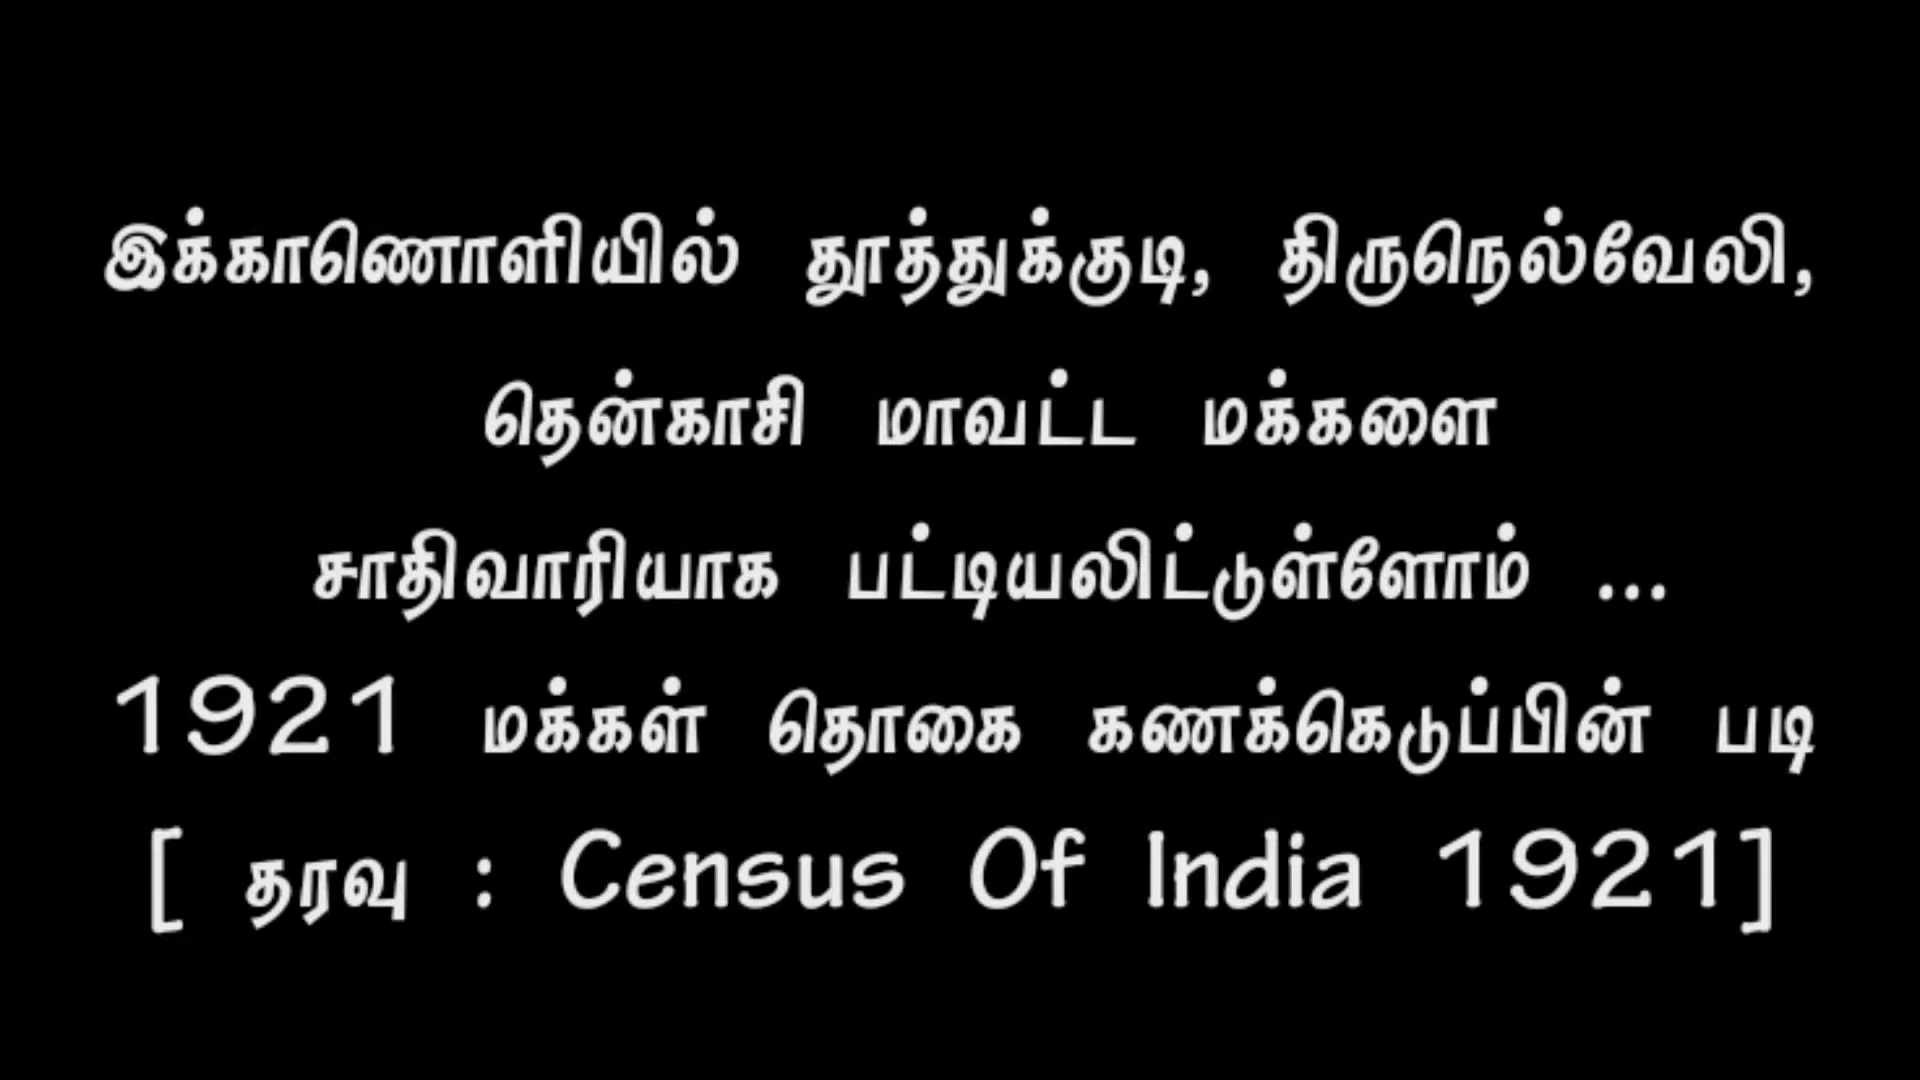 இக்காணொளியில் தூத்துக்குடி, திருநெல்வேலி,
தென்காசி மாவட்ட மக்களை
சாதிவாரியாக பட்டியலிட்டுள்ளோம் ...
1921 மக்கள் தொகை கணக்கெடுப்பின் படி
[ தரவு : Census Of India 1921]